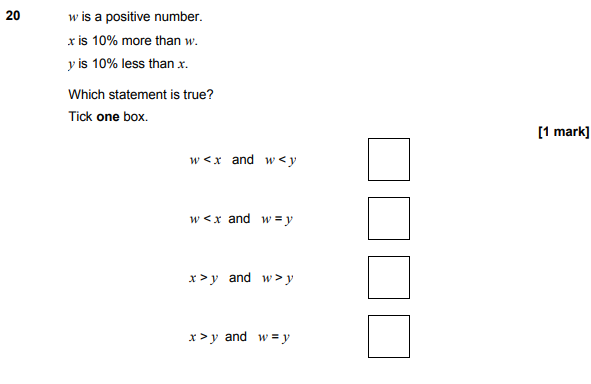 20 w is a positive number.
x is 10% more than w.
y is 10% less than x.
Which statement is true?
Tick one box.
[1 mark]
w < x and w < y
w < x and w = y
x > y and w > y
x > y and w = y